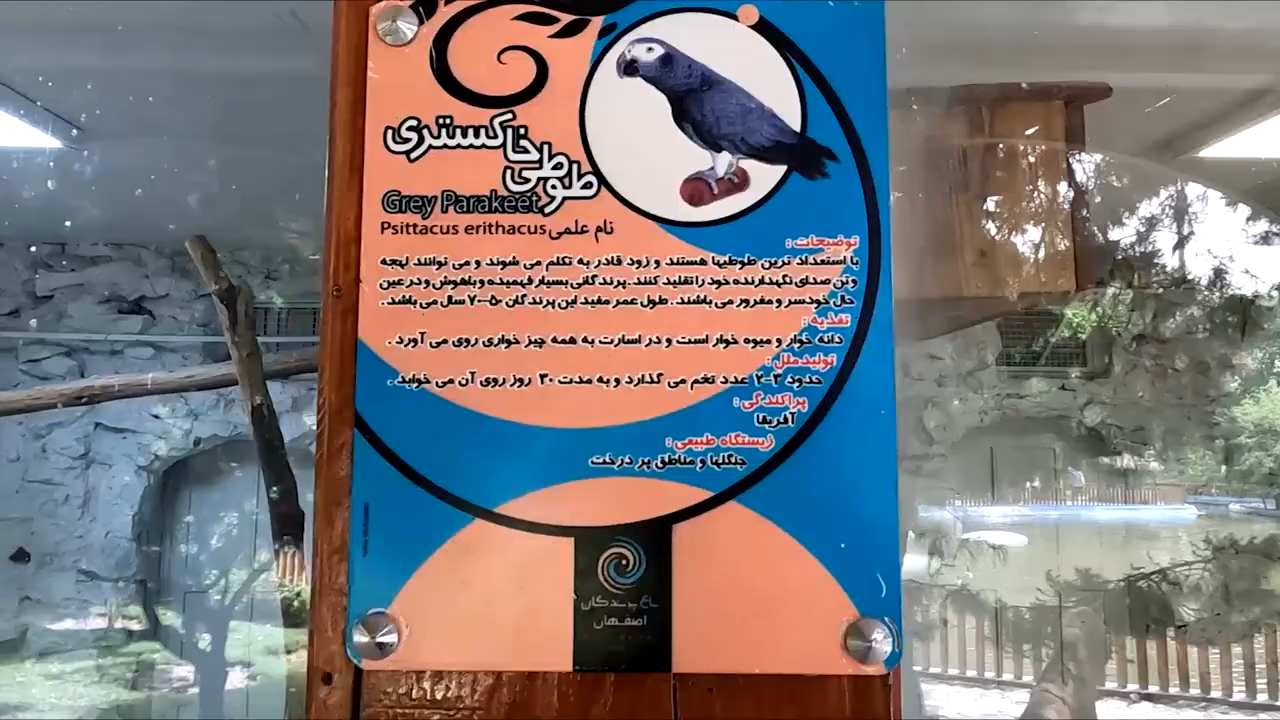 طوطی خاکستری
Grey Parakeet
Psittacus erithacus نام علمی
توضیحات :
با استعداد ترین طوطیها هستند و زود قادر به تکلم می شوند و می توانند لهجه
وتن صدای نگهدارنده خود را تقلید کنند. پرندگانی بسیار فهمیده و باهوش و در عین
حال خودسر و مغرور می باشند . طول عمر مفید این پرندگان ۵۰-۷۰ سال می باشد .
تغذیه :
دانه خوار و میوه خوار است و در اسارت به همه چیز خواری روی می آورد .
تولیدمثل :
حدود ۳-۲ عدد تخم می گذارد و به مدت ۳۰ روز روی آن می خوابد .
پراکندگی :
آفریقا
زیستگاه طبیعی :
جنگلها و مناطق پر درخت
باغ پرندگان
اصفهان